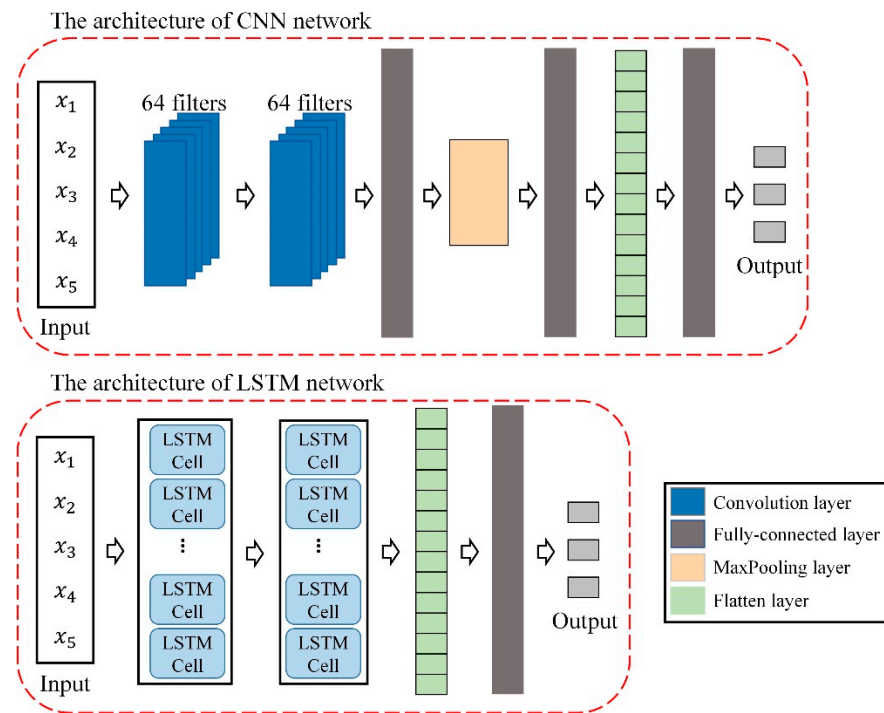 The architecture of CNN network
64 filters
64 filters
x₁
x₂
x₃
x₄
x₅
Input
Output
The architecture of LSTM network
x₁
x₂
x₃
x₄
x₅
Input
LSTM
Cell
LSTM
Cell
...
LSTM
Cell
LSTM
Cell
LSTM
Cell
LSTM
Cell
...
LSTM
Cell
LSTM
Cell
Output
Convolution layer
Fully-connected layer
MaxPooling layer
Flatten layer